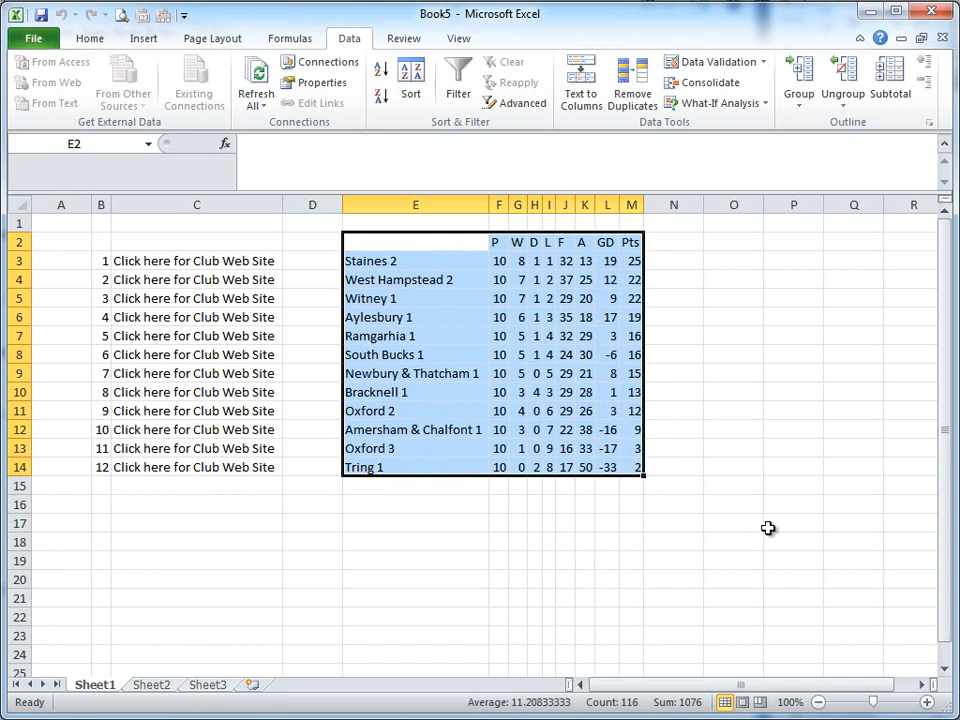 Book5 - Microsoft Excel
File Home Insert Page Layout Formulas Data Review View
From Access
From Web
From Text
From Other Sources
Existing Connections
Get External Data
Refresh All
Connections
Properties
Edit Links
Connections
Sort
Filter
Clear
Reapply
Advanced
Sort & Filter
Text to Columns
Remove Duplicates
Data Validation
Consolidate
What-If Analysis
Data Tools
Group
Ungroup
Subtotal
Outline
E2 fx
A B C D E F G H I J K L M N O P Q R
1
2 P W D L F A GD Pts
3 1 Click here for Club Web Site Staines 2 10 8 1 1 32 13 19 25
4 2 Click here for Club Web Site West Hampstead 2 10 7 1 2 37 25 12 22
5 3 Click here for Club Web Site Witney 1 10 7 1 2 29 20 9 22
6 4 Click here for Club Web Site Aylesbury 1 10 6 1 3 35 18 17 19
7 5 Click here for Club Web Site Ramgarhia 1 10 5 1 4 32 29 3 16
8 6 Click here for Club Web Site South Bucks 1 10 5 1 4 24 30 -6 16
9 7 Click here for Club Web Site Newbury & Thatcham 1 10 5 0 5 29 21 8 15
10 8 Click here for Club Web Site Bracknell 1 10 3 4 3 29 28 1 13
11 9 Click here for Club Web Site Oxford 2 10 4 0 6 29 26 3 12
12 10 Click here for Club Web Site Amersham & Chalfont 1 10 3 0 7 22 38 -16 9
13 11 Click here for Club Web Site Oxford 3 10 1 0 9 16 33 -17 3
14 12 Click here for Club Web Site Tring 1 10 0 2 8 17 50 -33 2
15
16
17
18
19
20
21
22
23
24
25
Sheet1 Sheet2 Sheet3
Ready Average: 11.20833333 Count: 116 Sum: 1076 100%